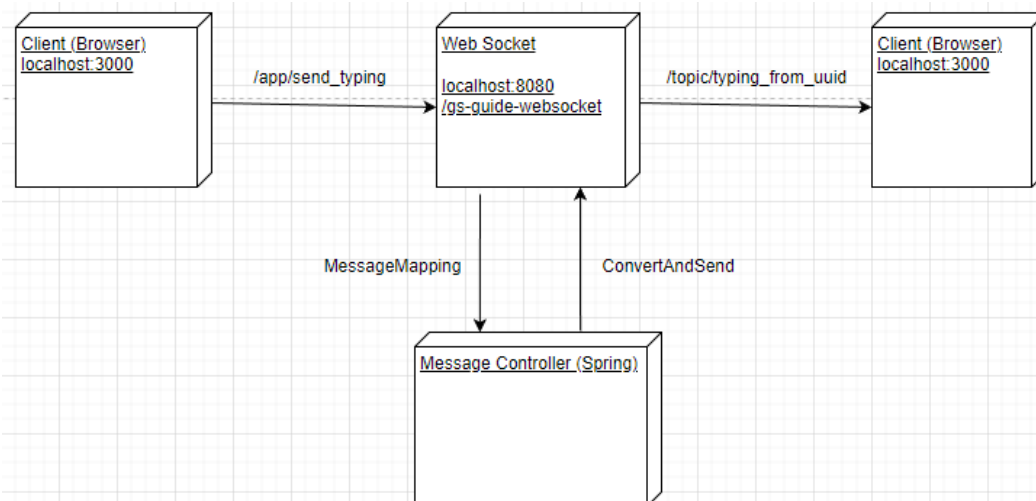 Client (Browser)
localhost:3000
/app/send_typing
Web Socket
localhost:8080
/gs-guide-websocket
/topic/typing_from_uuid
Client (Browser)
localhost:3000
MessageMapping
ConvertAndSend
Message Controller (Spring)